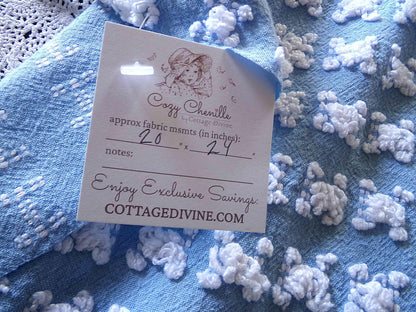 Cozy Chenille
by Cottage Divine
approx fabric msmts (in inches):
20 " x 24 "
notes:
Enjoy Exclusive Savings:
COTTAGEDIVINE.COM